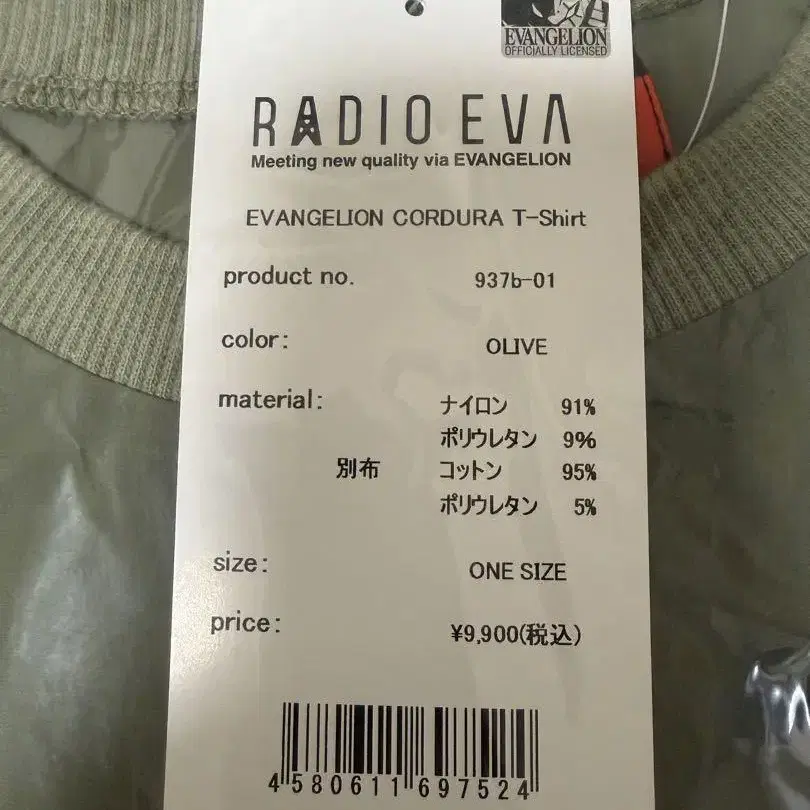 EVANGELION
OFFICIALLY LICENSED
RADIO EVA
Meeting new quality via EVANGELION
EVANGELION CORDURA T-Shirt
product no. 937b-01
color: OLIVE
material: ナイロン 91%
ポリウレタン 9%
別布 コットン 95%
ポリウレタン 5%
size: ONE SIZE
price: ¥9,900(税込)
4580611697524